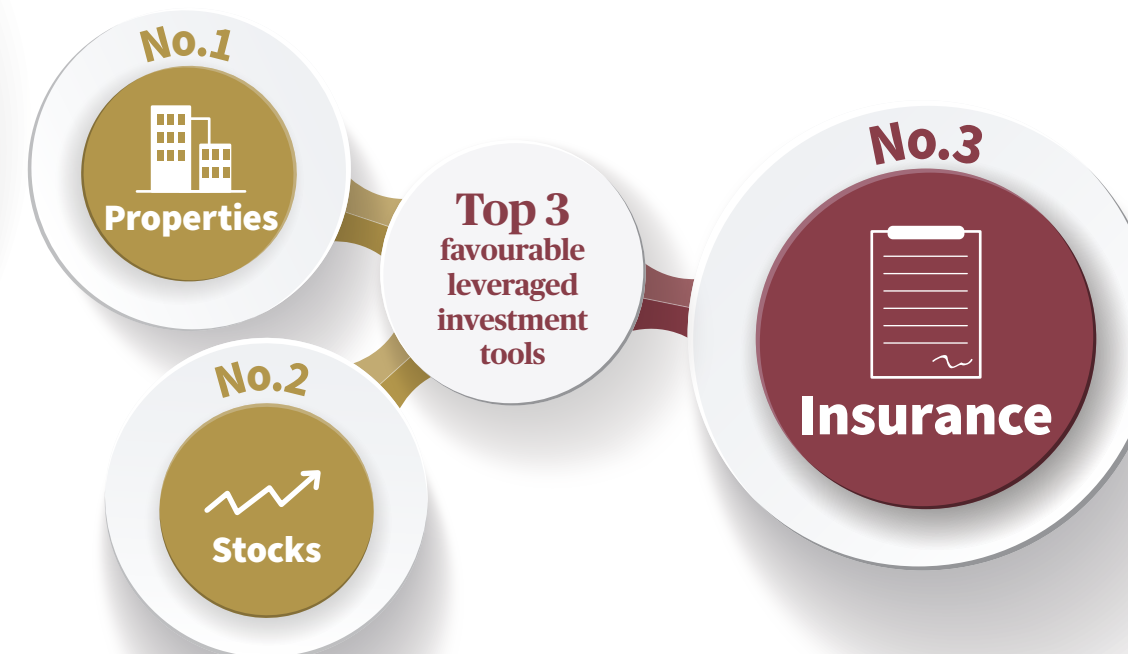 No.1
Properties
Top 3
favourable
leveraged
investment
tools
No.2
Stocks
No.3
Insurance